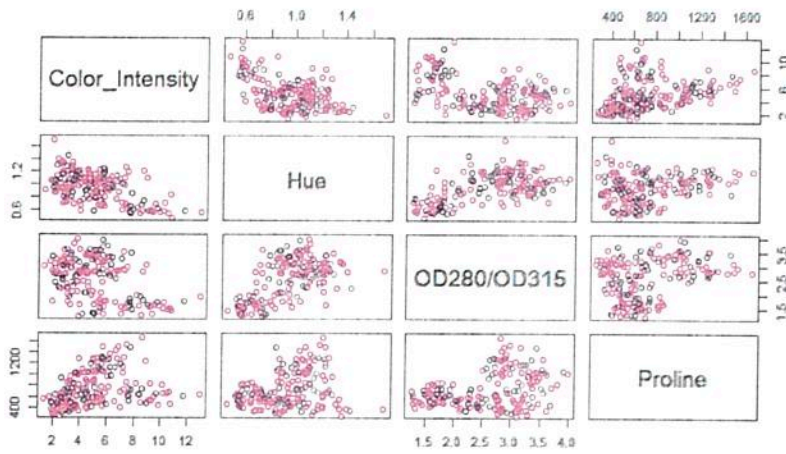 0.6 1.0 1.4
400 800 1200 1600
Color_Intensity
2 6 10
0.6 1.2
Hue
OD280/OD315
1.5 2.5 3.5
400 1200
Proline
2 4 6 8 10 12
1.5 2.0 2.5 3.0 3.5 4.0